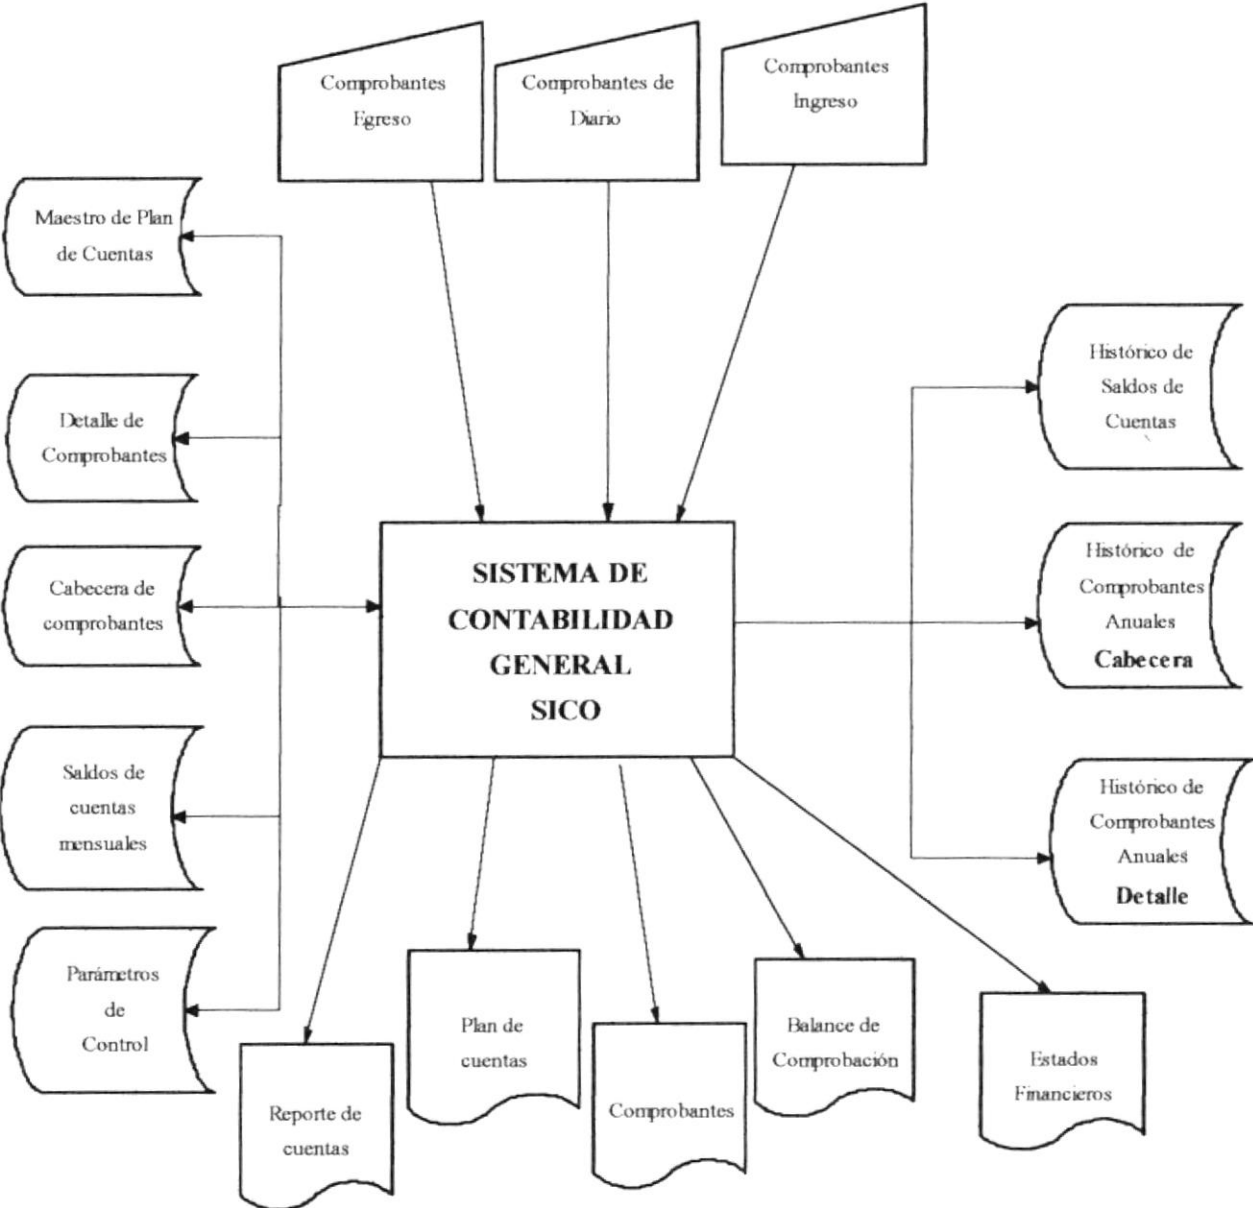 Comprobantes
Egreso
Comprobantes de
Diario
Comprobantes
Ingreso
Maestro de Plan
de Cuentas
Detalle de
Comprobantes
Cabecera de
comprobantes
Saldos de
cuentas
mensuales
Parámetros
de
Control
SISTEMA DE
CONTABILIDAD
GENERAL
SICO
Histórico de
Saldos de
Cuentas
Histórico de
Comprobantes
Anuales
Cabecera
Histórico de
Comprobantes
Anuales
Detalle
Reporte de
cuentas
Plan de
cuentas
Comprobantes
Balance de
Comprobación
Estados
Financieros